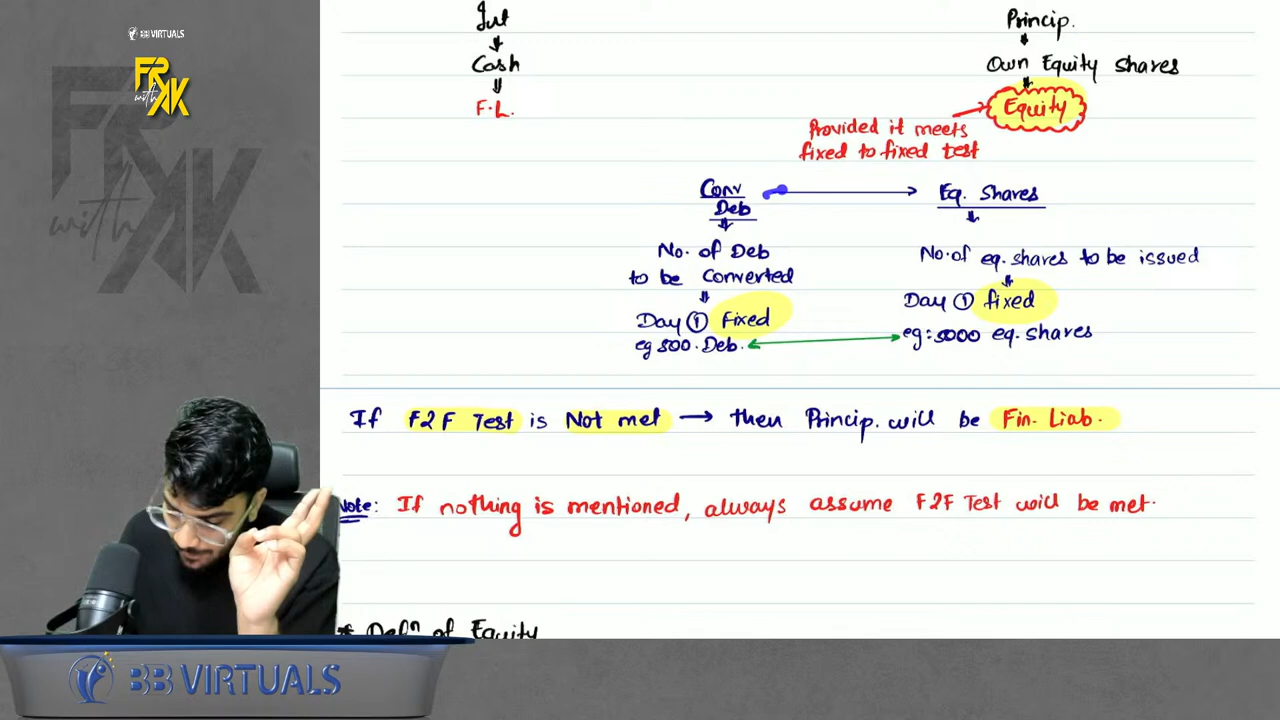 BB VIRTUALS
FR
with AK
FR
with AK
Int
Cash
F.L.
Princip.
Own Equity Shares
Equity
Provided it meets
fixed to fixed test
Conv
Deb
Eq. Shares
No. of Deb
to be Converted
Day ① Fixed
eg 500. Deb.
No. of eq. shares to be issued
Day ① fixed
eg: 5000 eq. shares
If F2F Test is Not met → then Princip. will be Fin. Liab.
Note: If nothing is mentioned, always assume F2F Test will be met.
* Defⁿ of Equity
BB VIRTUALS